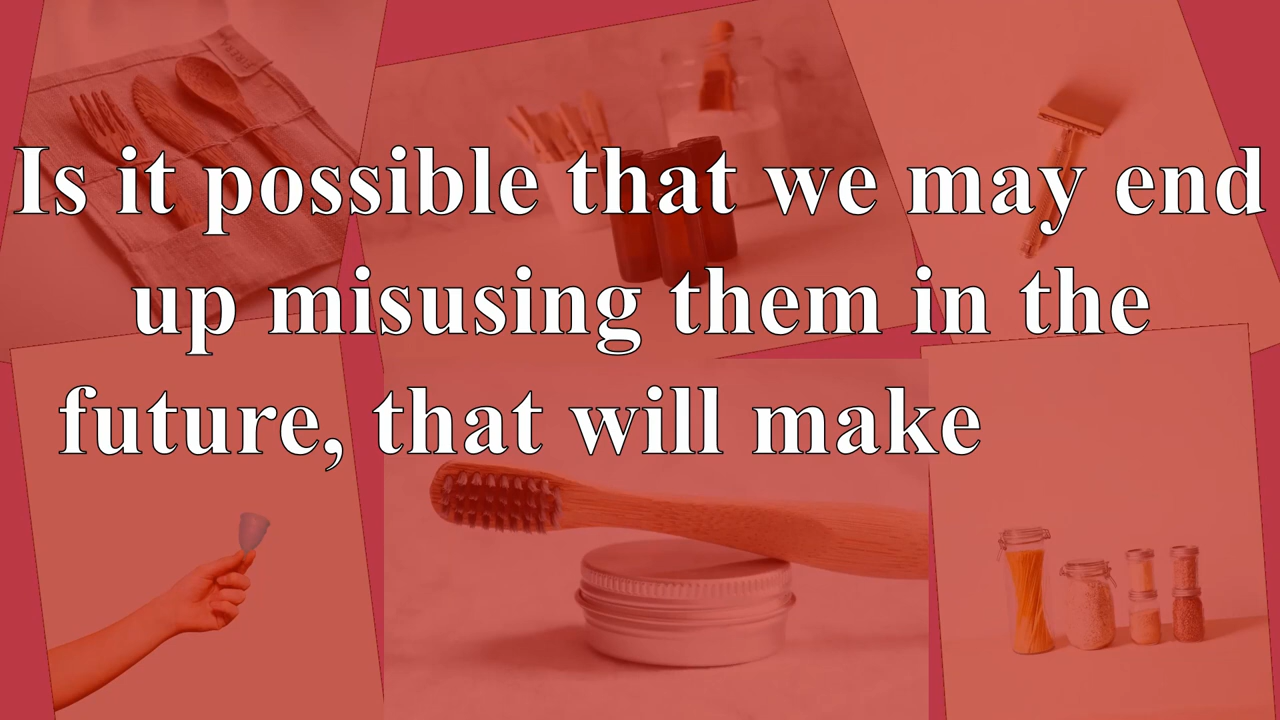 Is it possible that we may end
up misusing them in the
future, that will make